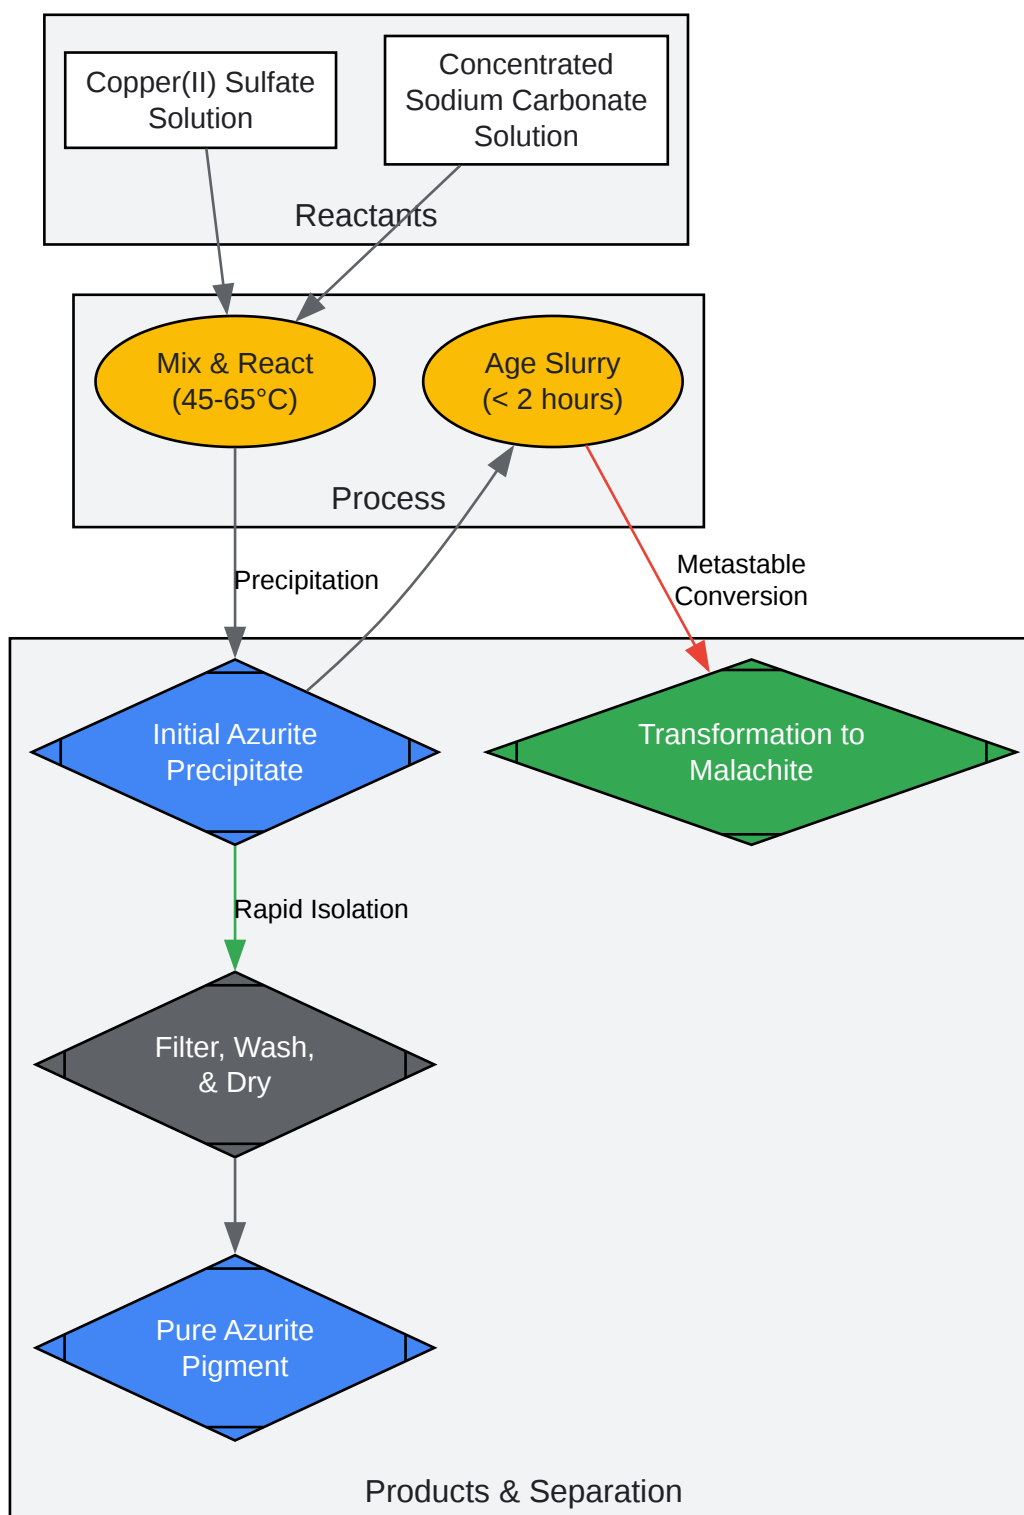 Copper(II) Sulfate
Solution
Concentrated
Sodium Carbonate
Solution
Reactants
Mix & React
(45-65°C)
Age Slurry
(< 2 hours)
Process
Precipitation
Metastable
Conversion
Initial Azurite
Precipitate
Transformation to
Malachite
Rapid Isolation
Filter, Wash,
& Dry
Pure Azurite
Pigment
Products & Separation